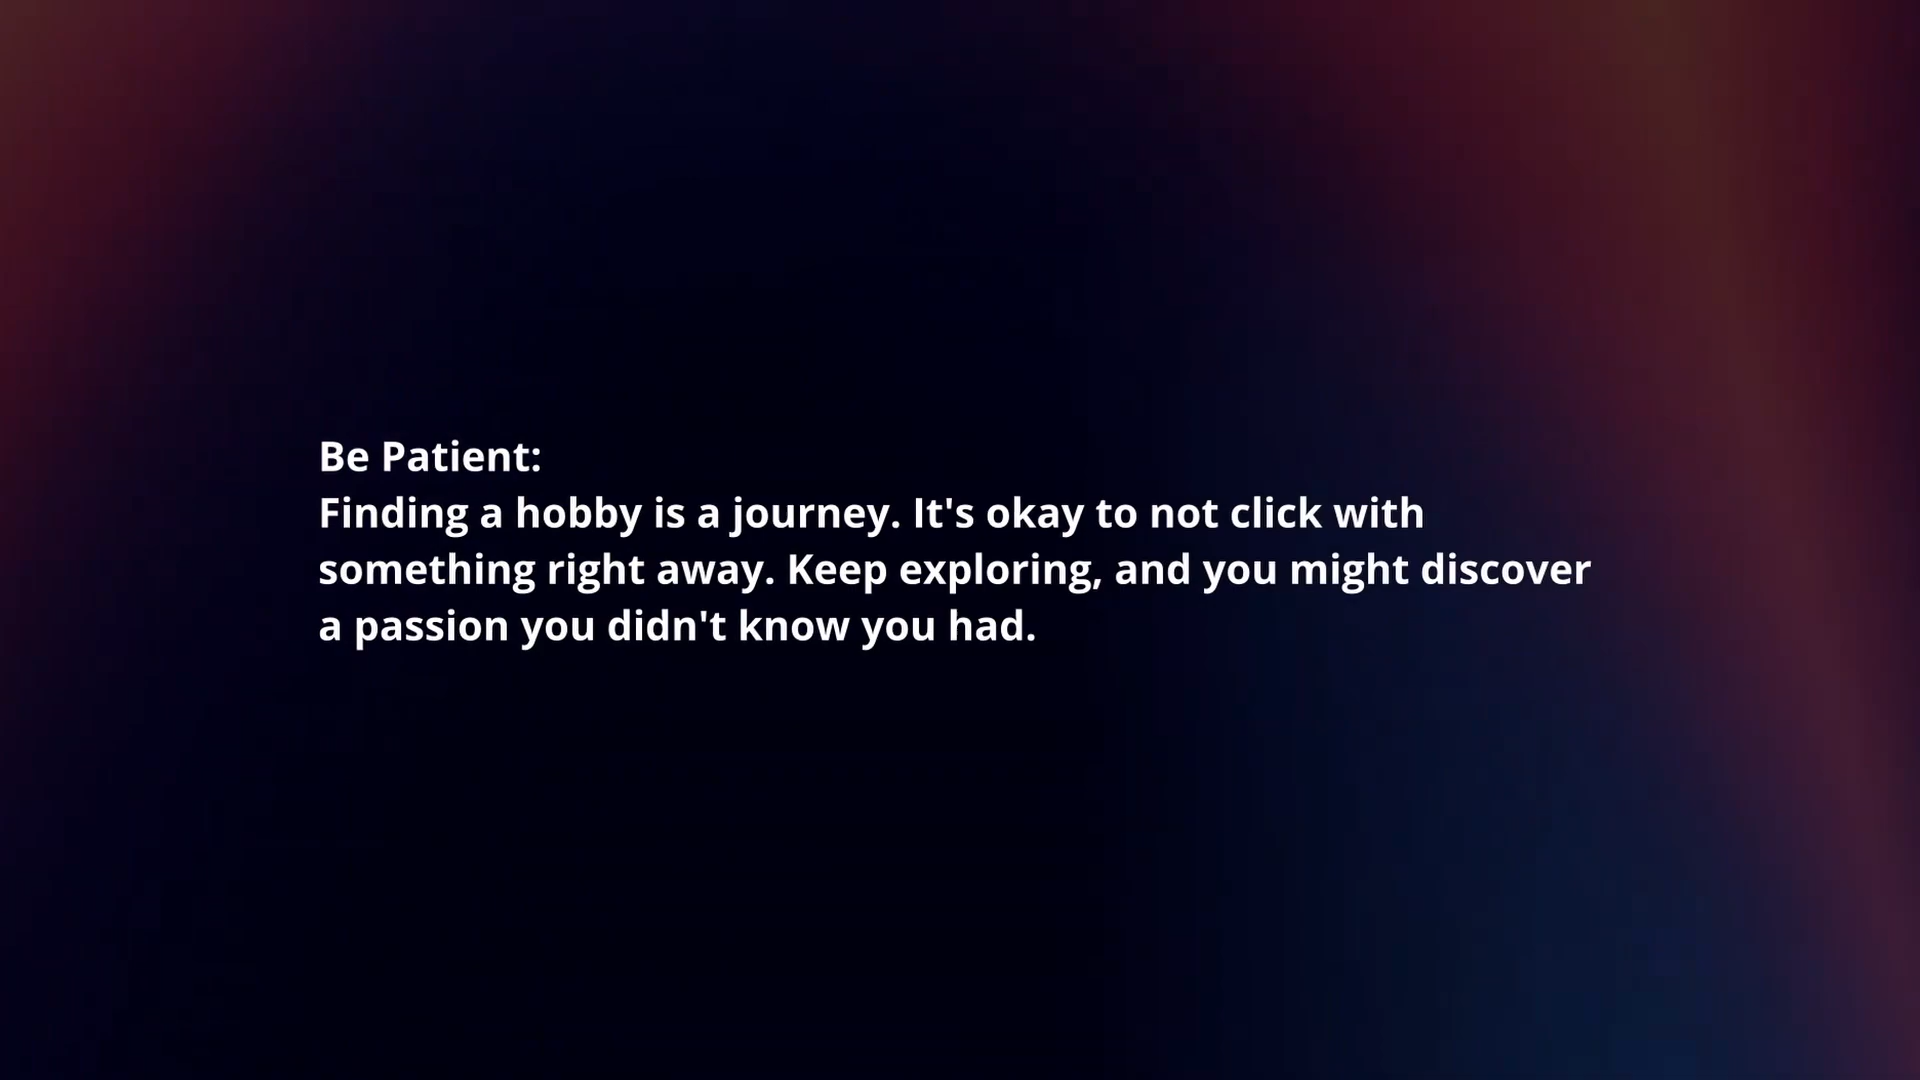 Be Patient:
Finding a hobby is a journey. It's okay to not click with
something right away. Keep exploring, and you might discover
a passion you didn't know you had.